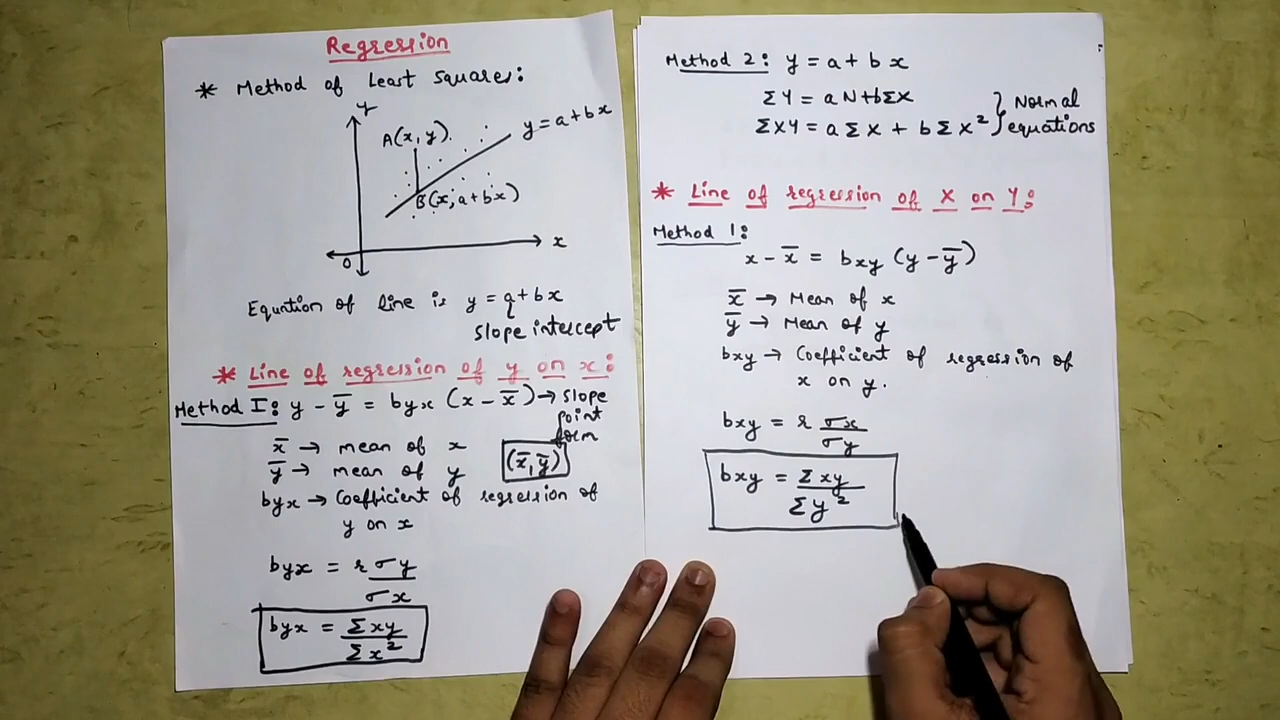 Regression
* Method of Least Squares:
Y
A(x, y)
y = a + bx
B(x, a+bx)
O
x
Equation of line is y = a + bx
slope intercept
* Line of regression of y on x:
Method I: y - ȳ = byx (x - x̄) → slope point form
x̄ → mean of x
ȳ → mean of y
(x̄, ȳ)
byx → Coefficient of regression of
y on x
byx = r σy / σx
byx = Σxy / Σx²
Method 2: y = a + bx
ΣY = aN + bΣX
ΣXY = aΣX + bΣX²
} Normal equations
* Line of regression of X on Y:
Method 1:
x - x̄ = bxy (y - ȳ)
x̄ → Mean of x
ȳ → Mean of y
bxy → Coefficient of regression of
x on y.
bxy = r σx / σy
bxy = Σxy / Σy²